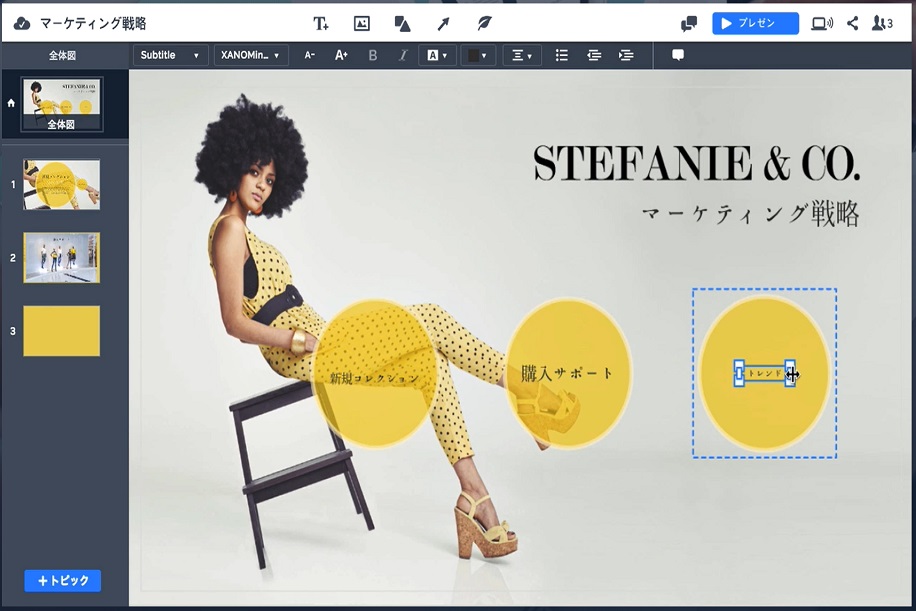 マーケティング戦略
プレゼン
3
全体図
Subtitle
XANOMin...
A-
A+
B
I
A
全体図
1
2
3
+トピック
STEFANIE & CO.
マーケティング戦略
新規コレクション
購入サポート
トレンド